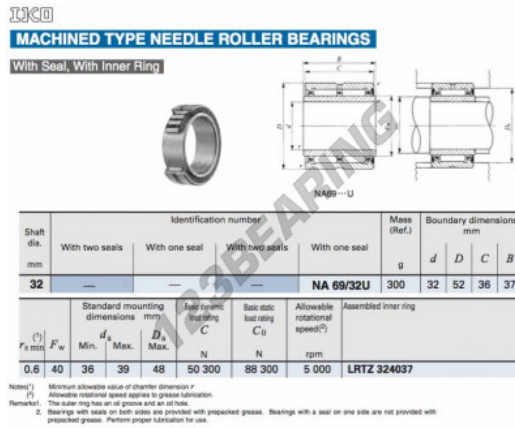 IKO
MACHINED TYPE NEEDLE ROLLER BEARINGS
With Seal, With Inner Ring
B
C
r
r
D
d
NA69····U
123BEARING
Shaft dia. mm
Identification number
Mass (Ref.) g
Boundary dimensions mm
With two seals
With one seal
With two seals
With one seal
d
D
C
B
32
—
—
—
NA 69/32U
300
32
52
36
37
Standard mounting dimensions mm
Basic dynamic load rating
Basic static load rating
Allowable rotational speed(²)
Assembled inner ring
rs min (¹)
Fw
da
Min.
Max.
Da
Max.
C
N
C0
N
rpm
0.6
40
36
39
48
50 300
88 300
5 000
LRTZ 324037
Notes(¹) Minimum allowable value of chamfer dimension r
(²) Allowable rotational speed applies to grease lubrication.
Remarks1. The outer ring has an oil groove and an oil hole.
2. Bearings with seals on both sides are provided with prepacked grease. Bearings with a seal on one side are not provided with
prepacked grease. Perform proper lubrication for use.